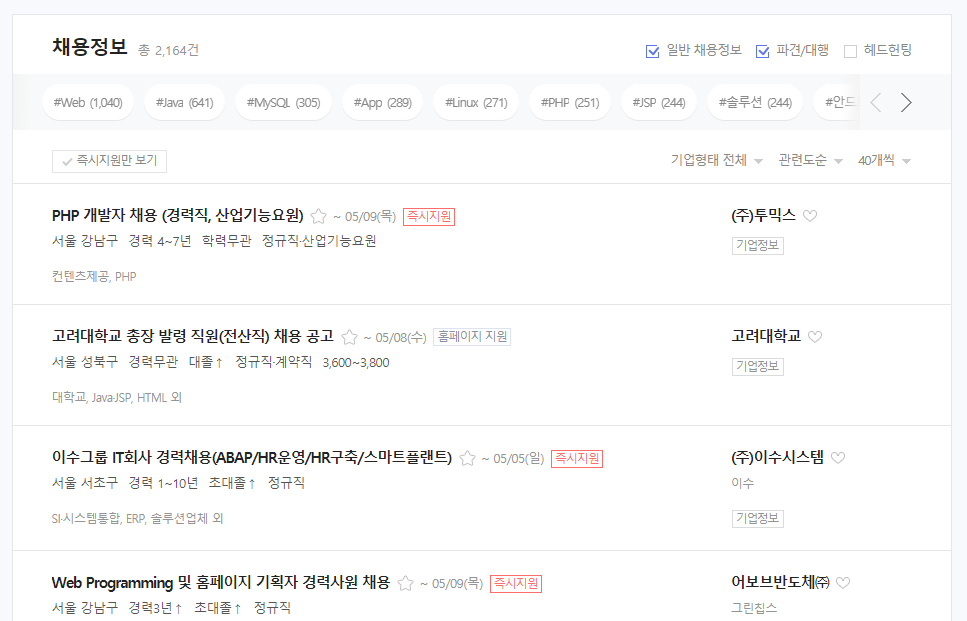 채용정보 총 2,164건 일반 채용정보 파견/대행 헤드헌팅
#Web (1,040) #Java (641) #MySQL (305) #App (289) #Linux (271) #PHP (251) #JSP (244) #솔루션 (244) #안드
즉시지원만 보기 기업형태 전체 관련도순 40개씩
PHP 개발자 채용 (경력직, 산업기능요원) ~ 05/09(목) 즉시지원 (주)투믹스
서울 강남구 경력 4~7년 학력무관 정규직·산업기능요원 기업정보
컨텐츠제공, PHP
고려대학교 총장 발령 직원(전산직) 채용 공고 ~ 05/08(수) 홈페이지 지원 고려대학교
서울 성북구 경력무관 대졸↑ 정규직·계약직 3,600~3,800 기업정보
대학교, Java·JSP, HTML 외
이수그룹 IT회사 경력채용(ABAP/HR운영/HR구축/스마트플랜트) ~ 05/05(일) 즉시지원 (주)이수시스템
서울 서초구 경력 1~10년 초대졸↑ 정규직 이수
SI·시스템통합, ERP, 솔루션업체 외 기업정보
Web Programming 및 홈페이지 기획자 경력사원 채용 ~ 05/09(목) 즉시지원 어보브반도체㈜
서울 강남구 경력3년↑ 초대졸↑ 정규직 그린칩스